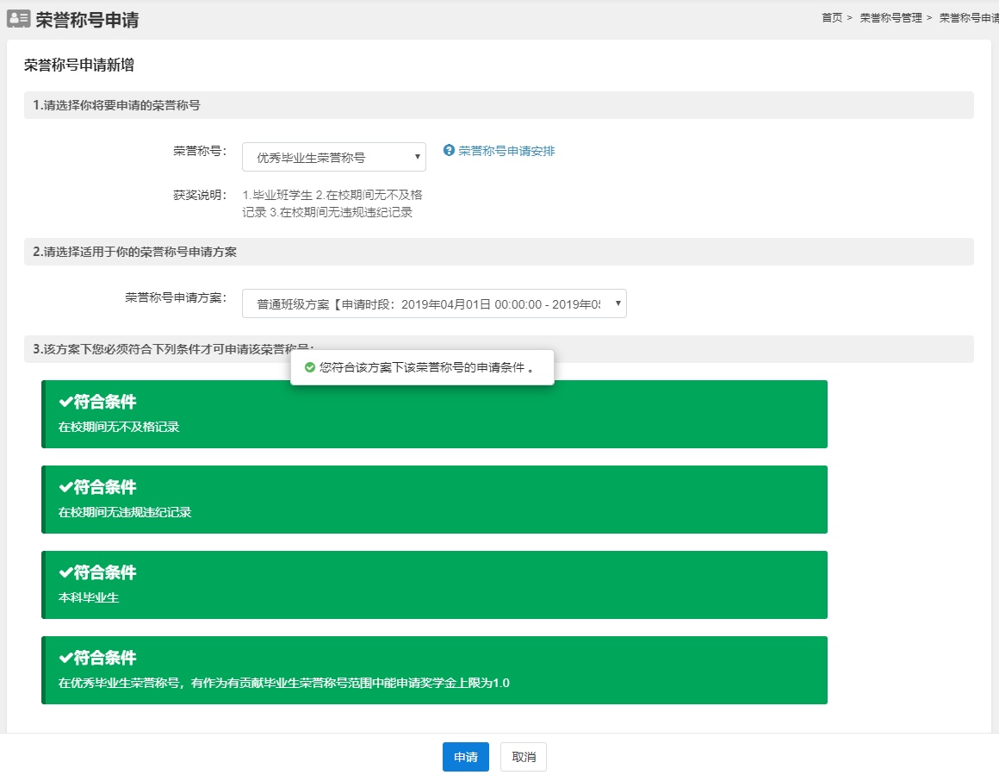 荣誉称号申请
首页 > 荣誉称号管理 > 荣誉称号申请
荣誉称号申请新增
1.请选择你将要申请的荣誉称号
荣誉称号：
优秀毕业生荣誉称号
荣誉称号申请安排
获奖说明：
1.毕业班学生 2.在校期间无不及格
记录 3.在校期间无违规违纪记录
2.请选择适用于你的荣誉称号申请方案
荣誉称号申请方案：
普通班级方案【申请时段：2019年04月01日 00:00:00 - 2019年05
3.该方案下您必须符合下列条件才可申请该荣誉称号：
您符合该方案下该荣誉称号的申请条件 。
符合条件
在校期间无不及格记录
符合条件
在校期间无违规违纪记录
符合条件
本科毕业生
符合条件
在优秀毕业生荣誉称号，有作为有贡献毕业生荣誉称号范围中能申请奖学金上限为1.0
申请
取消